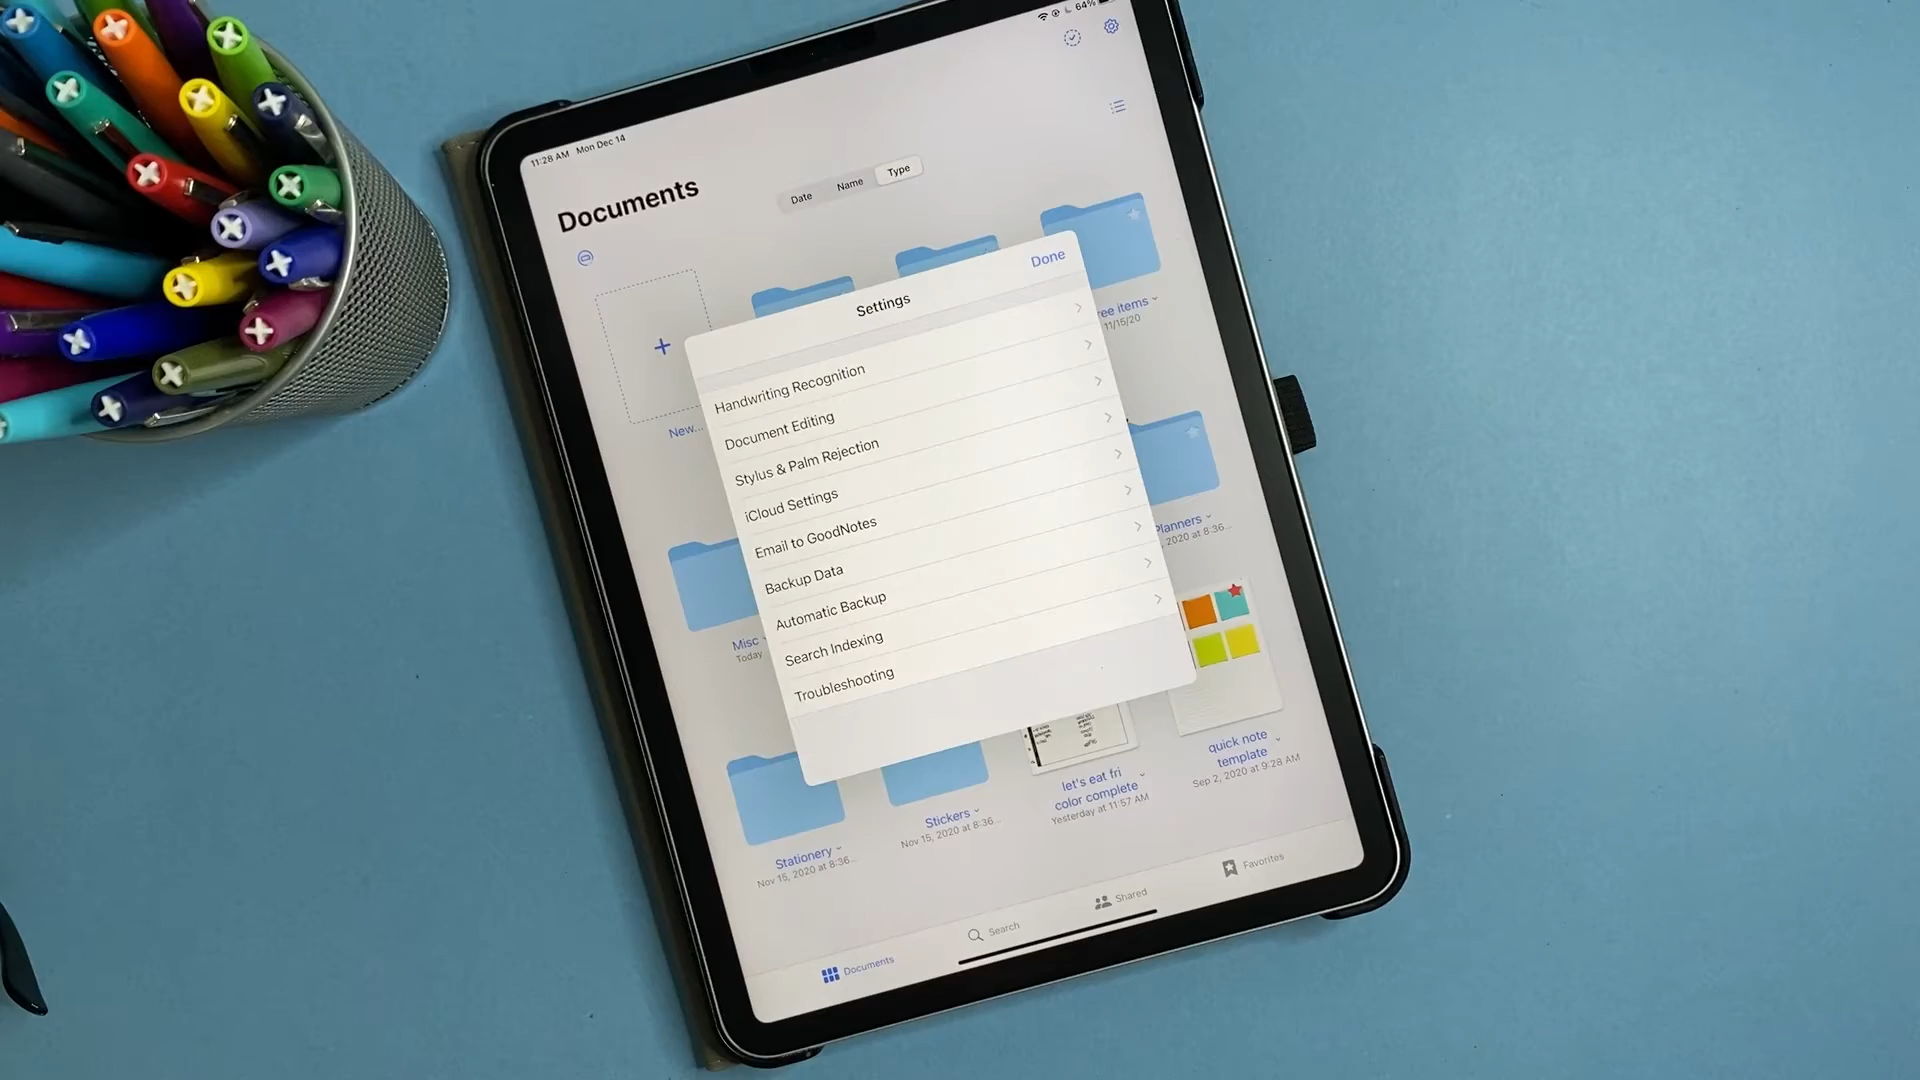 11:28 AM Mon Dec 14
64%
Documents
Date
Name
Type
Settings
Done
Handwriting Recognition
Document Editing
Stylus & Palm Rejection
iCloud Settings
Email to GoodNotes
Backup Data
Automatic Backup
Search Indexing
Troubleshooting
New...
ree items
11/15/20
Planners
, 2020 at 8:36...
Misc
Today
Stationery
Nov 15, 2020 at 8:36...
Stickers
Nov 15, 2020 at 8:36...
let's eat fri
color complete
Yesterday at 11:57 AM
quick note
template
Sep 2, 2020 at 9:28 AM
Documents
Search
Shared
Favorites